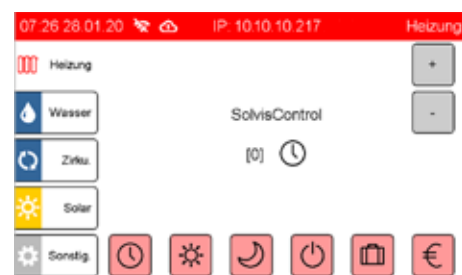 07:26 28.01.20 IP: 10.10.10.217 Heizung
Heizung +
Wasser SolvisControl -
Zirku. [0]
Solar
Sonstig. €